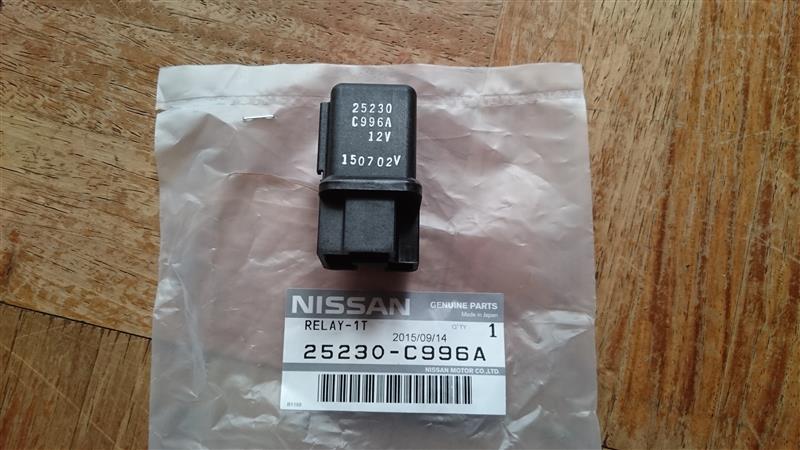 25230
C996A
12V
150702V
NISSAN
GENUINE PARTS
Made in Japan
RELAY-1T
Q'TY
1
2015/09/14
25230-C996A
NISSAN MOTOR CO.,LTD.